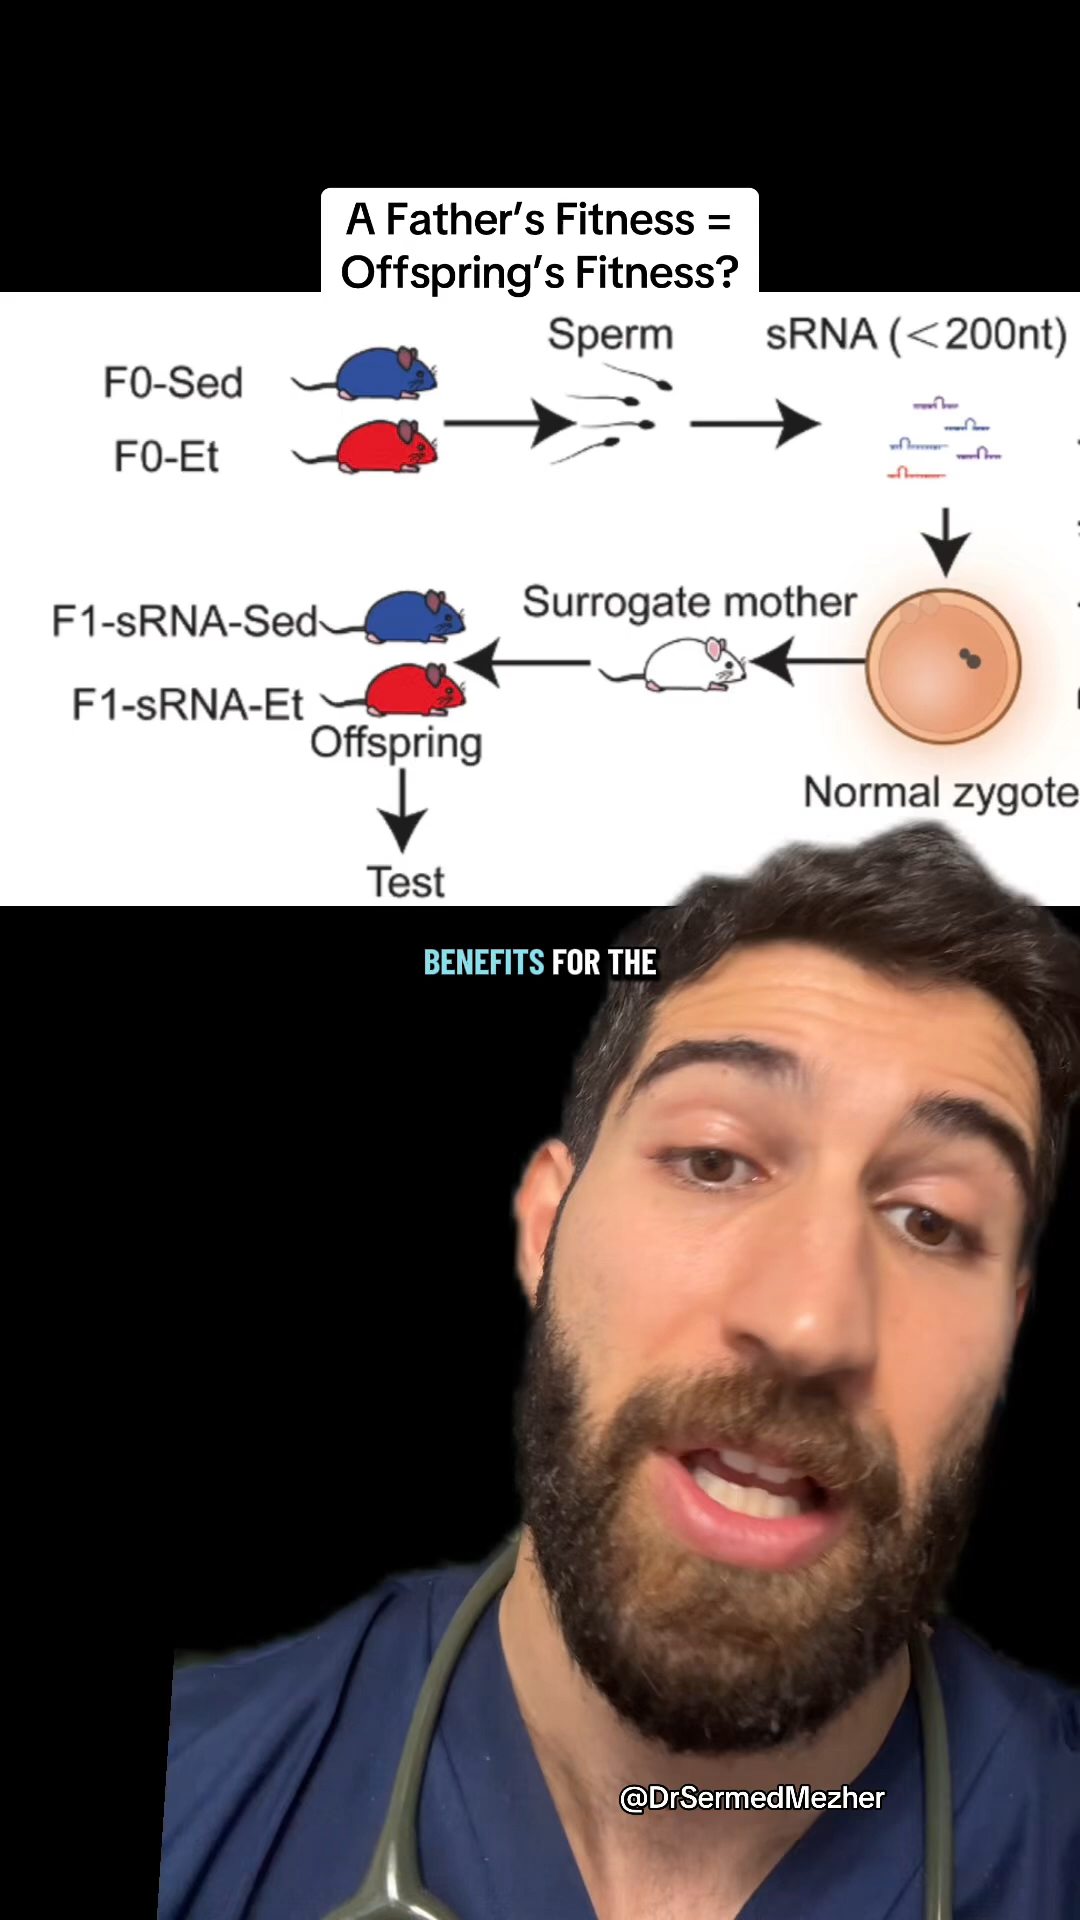 A Father’s Fitness =
Offspring’s Fitness?
Sperm
sRNA (<200nt)
F0-Sed
F0-Et
Surrogate mother
F1-sRNA-Sed
F1-sRNA-Et
Offspring
Normal zygote
Test
BENEFITS FOR THE
@DrSermedMezher